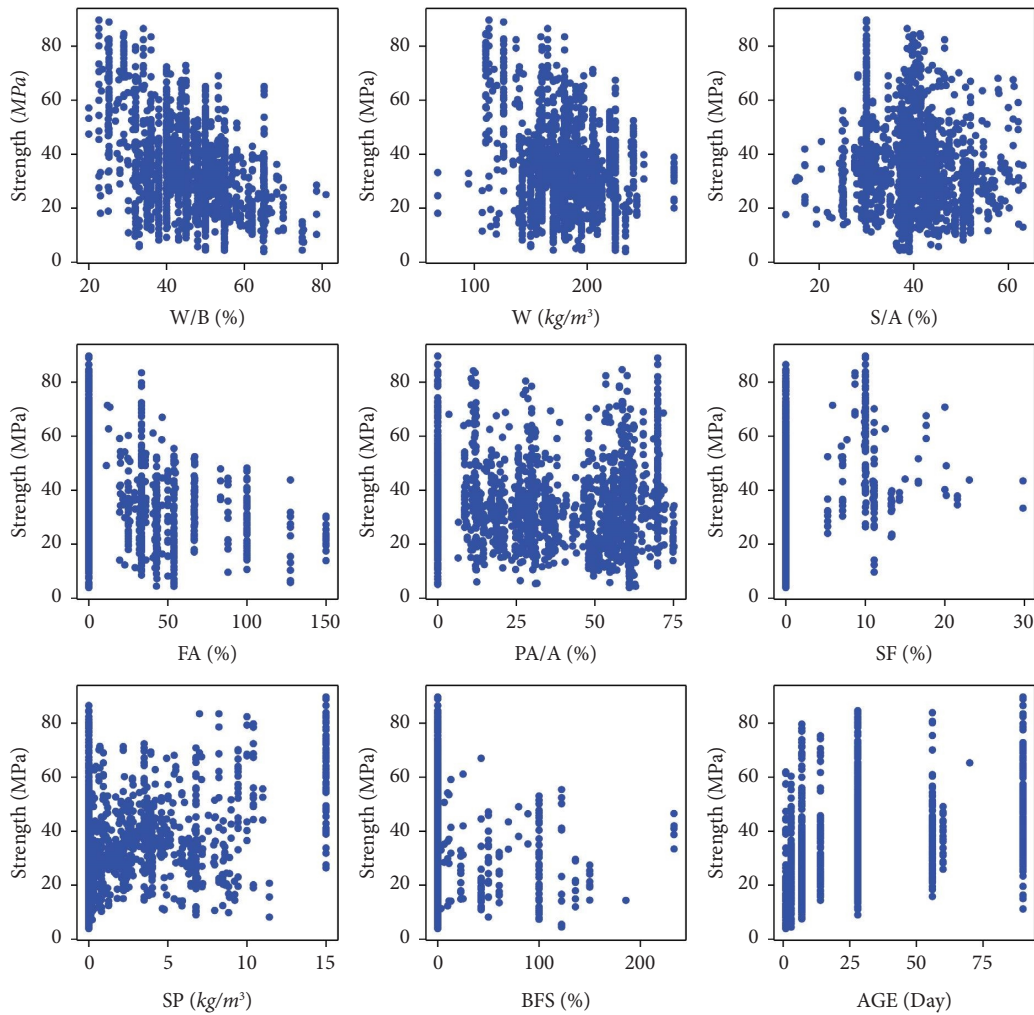 Strength (MPa)
80
60
40
20
0
20 40 60 80
W/B (%)
Strength (MPa)
80
60
40
20
0
100 200
W (kg/m³)
Strength (MPa)
80
60
40
20
0
20 40 60
S/A (%)
Strength (MPa)
80
60
40
20
0
0 50 100 150
FA (%)
Strength (MPa)
80
60
40
20
0
0 25 50 75
PA/A (%)
Strength (MPa)
80
60
40
20
0
0 10 20 30
SF (%)
Strength (MPa)
80
60
40
20
0
0 5 10 15
SP (kg/m³)
Strength (MPa)
80
60
40
20
0
0 100 200
BFS (%)
Strength (MPa)
80
60
40
20
0
0 25 50 75
AGE (Day)